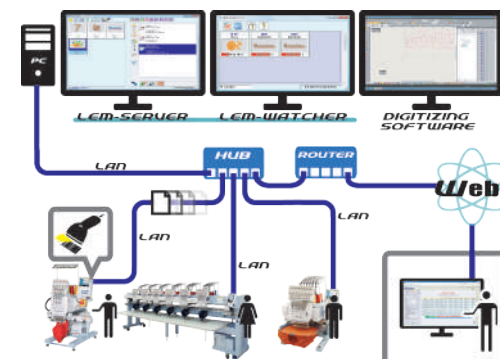 PC
LEM-SERVER
LEM-WATCHER
DIGITIZING
SOFTWARE
LAN
HUB
ROUTER
Web
LAN
LAN
LAN